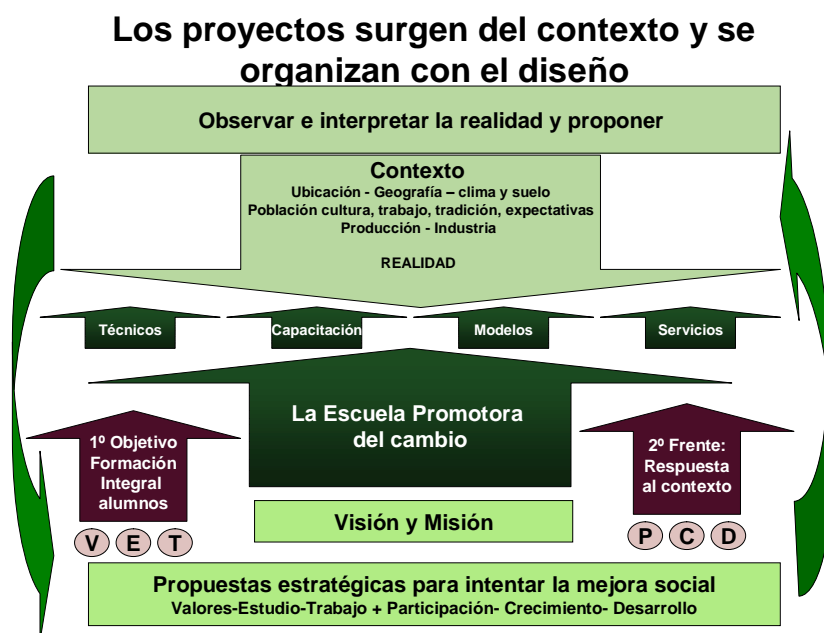 Los proyectos surgen del contexto y se
organizan con el diseño
Observar e interpretar la realidad y proponer
Contexto
Ubicación - Geografía – clima y suelo
Población cultura, trabajo, tradición, expectativas
Producción - Industria
REALIDAD
Técnicos
Capacitación
Modelos
Servicios
La Escuela Promotora
del cambio
1º Objetivo
Formación
Integral
alumnos
2º Frente:
Respuesta
al contexto
Visión y Misión
V E T
P C D
Propuestas estratégicas para intentar la mejora social
Valores-Estudio-Trabajo + Participación- Crecimiento- Desarrollo